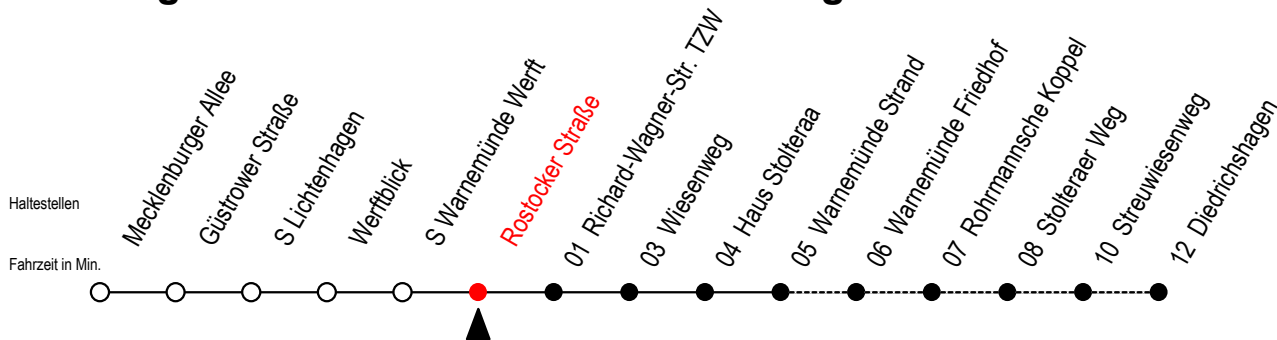 Haltestellen
Fahrzeit in Min.
Mecklenburger Allee
Güstrower Straße
S Lichtenhagen
Werftblick
S Warnemünde Werft
Rostocker Straße
01 Richard-Wagner-Str. TZW
03 Wiesenweg
04 Haus Stolteraa
05 Warnemünde Strand
06 Warnemünde Friedhof
07 Rohrmannsche Koppel
08 Stolteraer Weg
10 Streuwiesenweg
12 Diedrichshagen